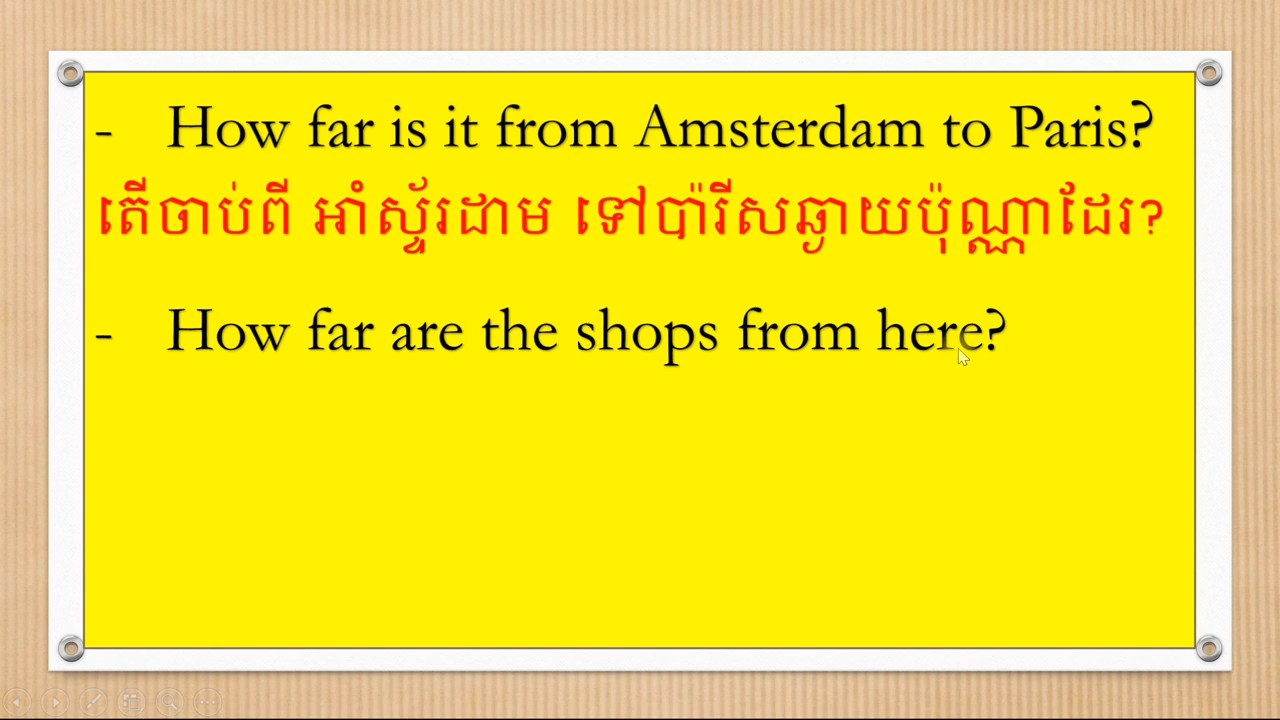 - How far is it from Amsterdam to Paris?
តើចាប់ពី អាំស្ទ័រដាម ទៅប៉ារីសឆ្ងាយប៉ុណ្ណាដែរ?
- How far are the shops from here?